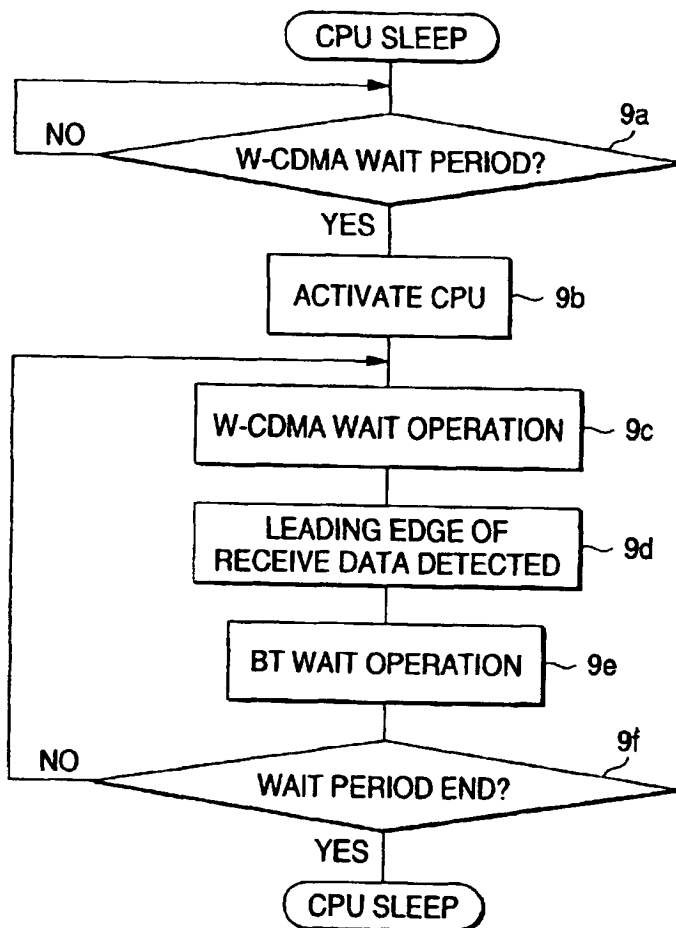 CPU SLEEP
9a
NO
W-CDMA WAIT PERIOD?
YES
ACTIVATE CPU
9b
W-CDMA WAIT OPERATION
9c
LEADING EDGE OF
RECEIVE DATA DETECTED
9d
BT WAIT OPERATION
9e
9f
NO
WAIT PERIOD END?
YES
CPU SLEEP